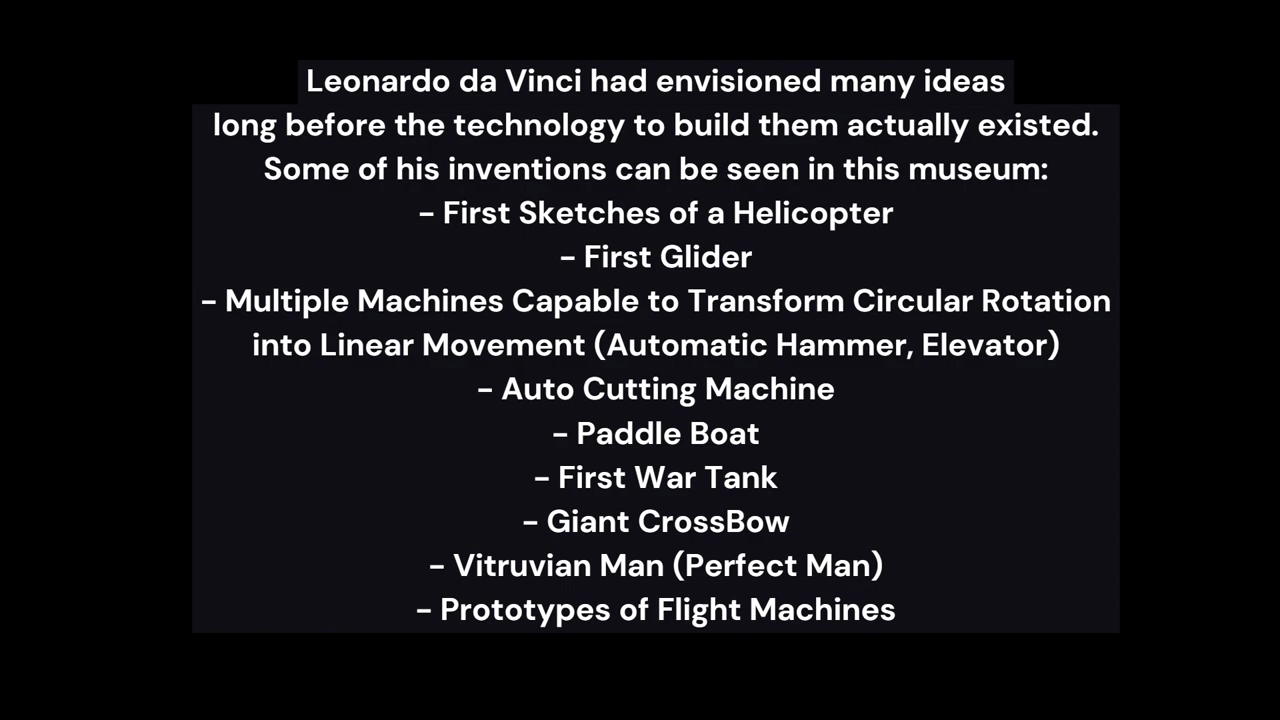 Leonardo da Vinci had envisioned many ideas
long before the technology to build them actually existed.
Some of his inventions can be seen in this museum:
- First Sketches of a Helicopter
- First Glider
- Multiple Machines Capable to Transform Circular Rotation
into Linear Movement (Automatic Hammer, Elevator)
- Auto Cutting Machine
- Paddle Boat
- First War Tank
- Giant CrossBow
- Vitruvian Man (Perfect Man)
- Prototypes of Flight Machines